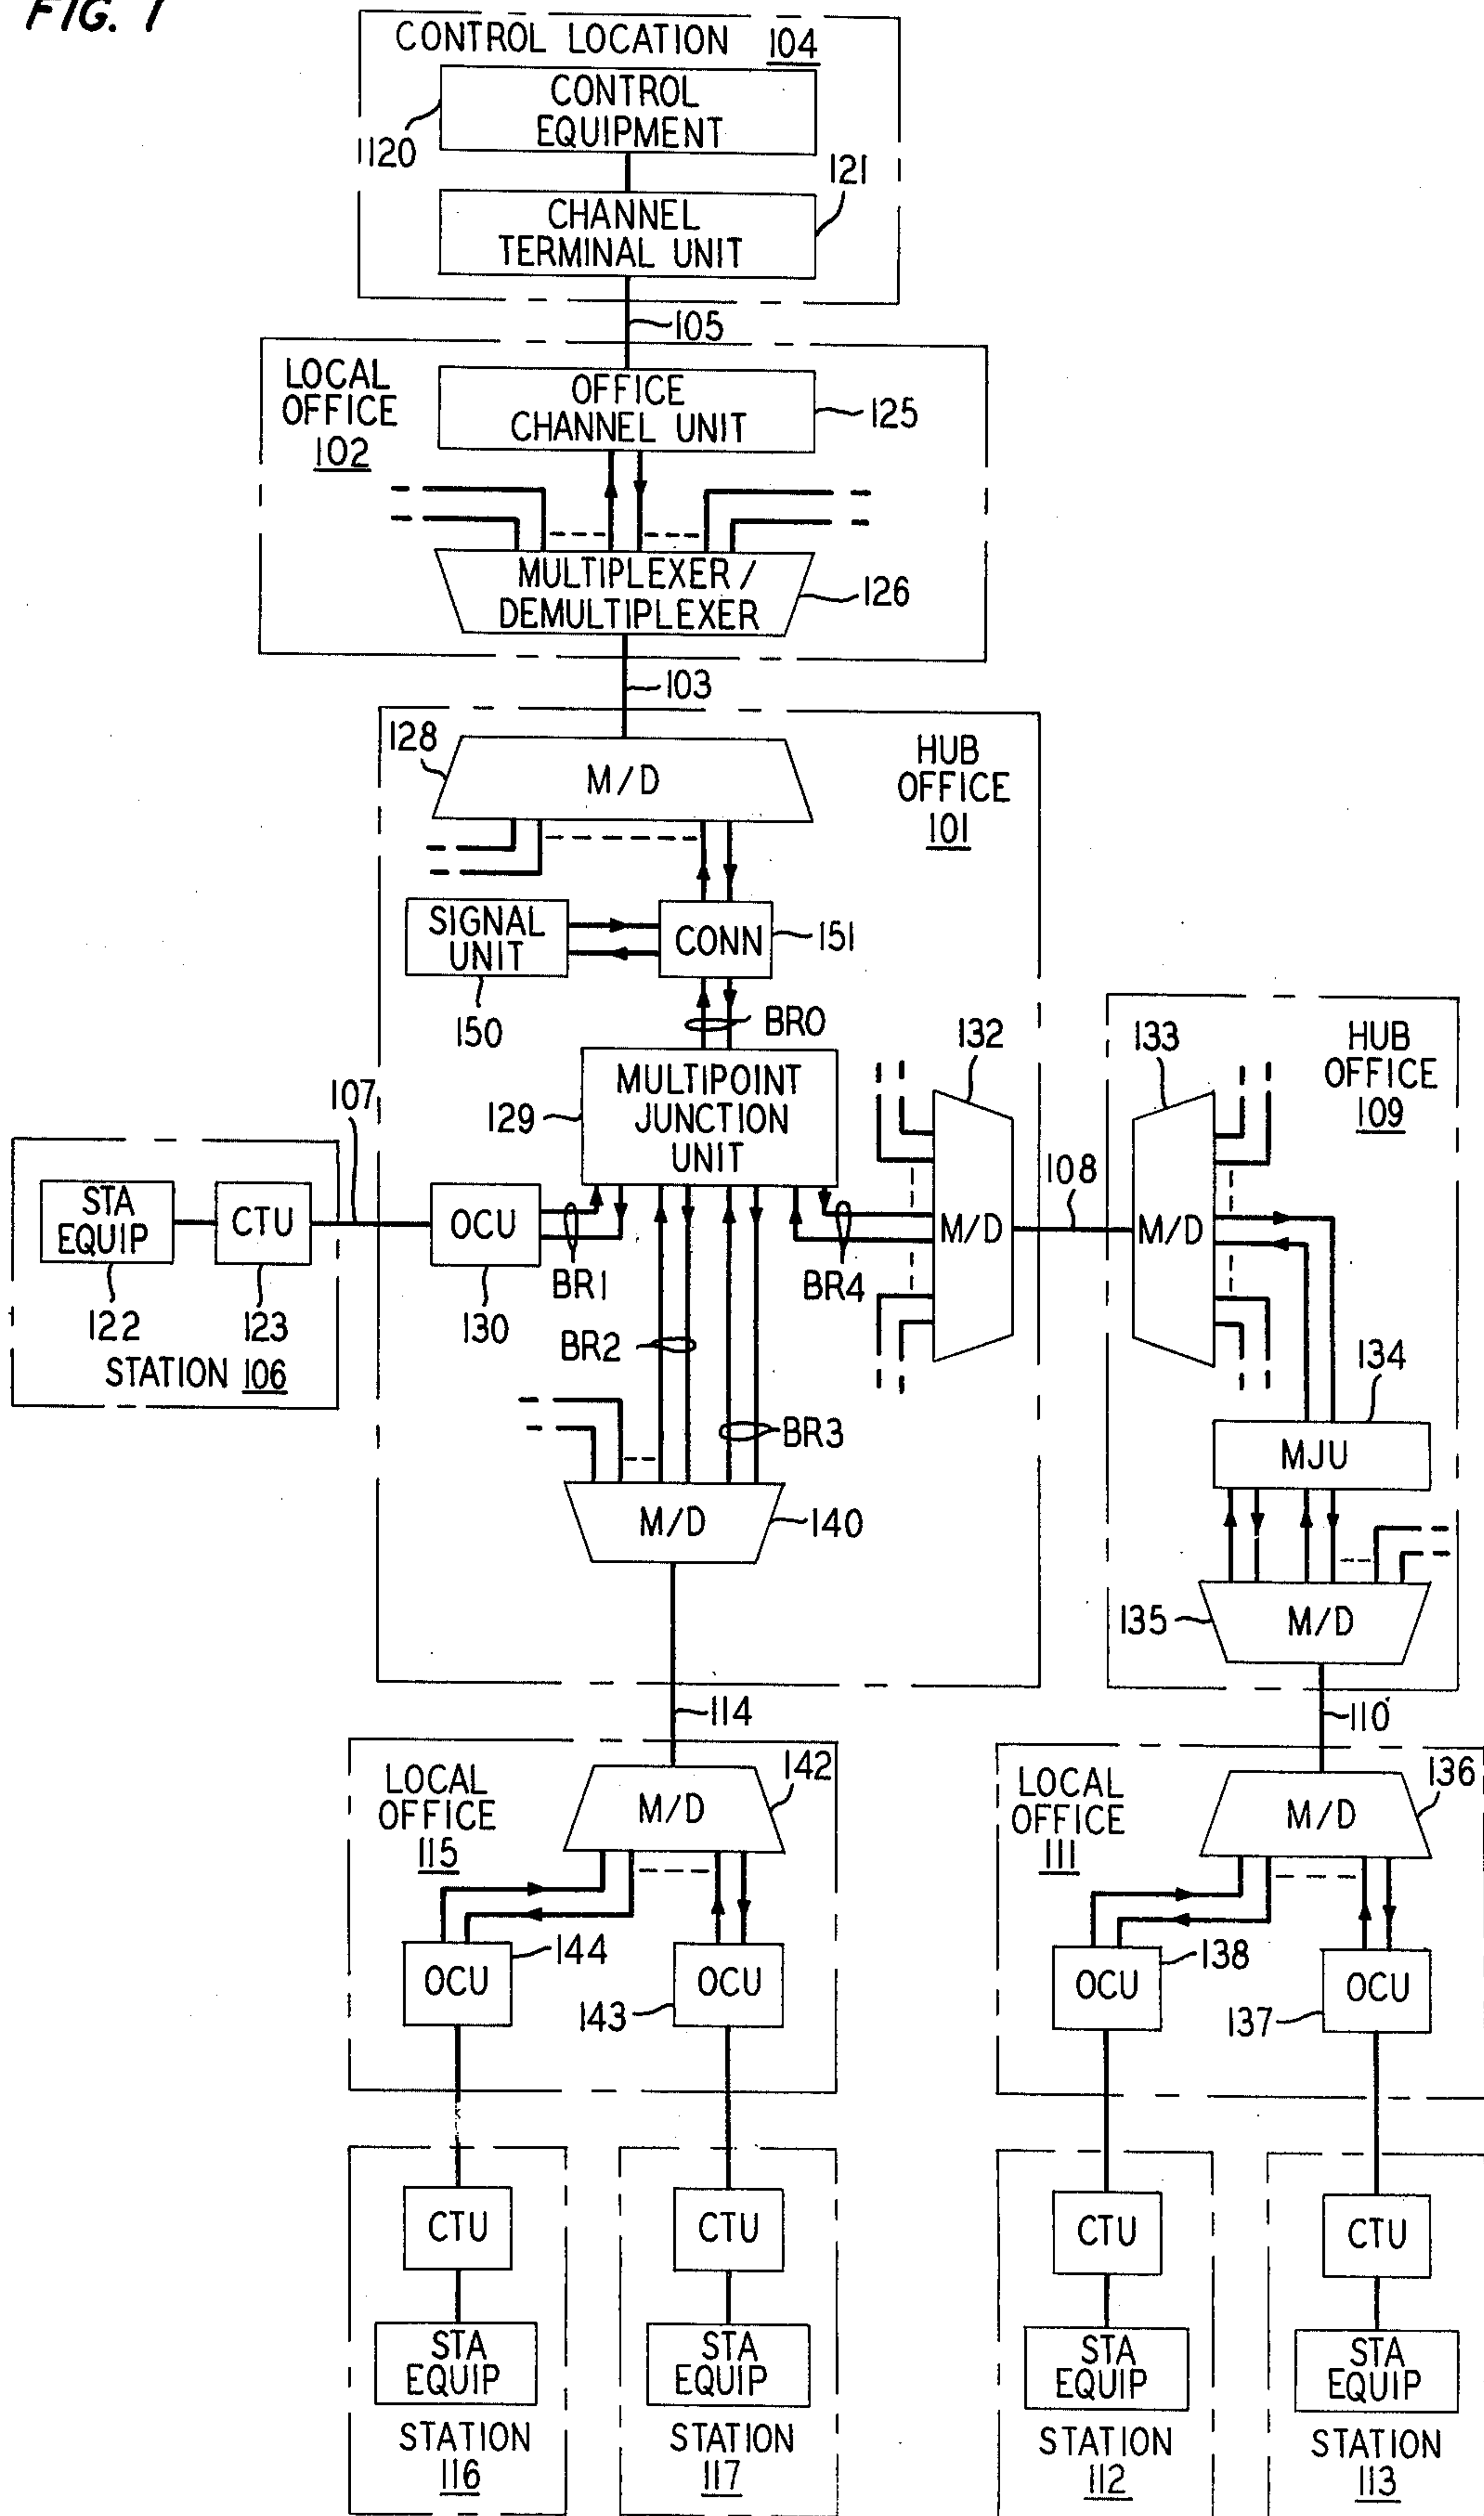 FIG. 1
CONTROL LOCATION 104
CONTROL
EQUIPMENT
1120
121
CHANNEL
TERMINAL UNIT
105
LOCAL
OFFICE
102
OFFICE
CHANNEL UNIT
125
MULTIPLEXER /
DEMULTIPLEXER
126
103
128
M/D
HUB
OFFICE
101
SIGNAL
UNIT
150
CONN
151
BR0
MULTIPOINT
JUNCTION
UNIT
129
132
133
HUB
OFFICE
109
107
STA
EQUIP
122
CTU
123
STATION 106
OCU
130
BR1
BR2
BR3
BR4
M/D
108
M/D
134
MJU
M/D
140
135
M/D
114
110
LOCAL
OFFICE
115
M/D
142
144
OCU
143
OCU
LOCAL
OFFICE
111
M/D
136
138
OCU
137
OCU
CTU
STA
EQUIP
STATION
116
CTU
STA
EQUIP
STATION
117
CTU
STA
EQUIP
STATION
112
CTU
STA
EQUIP
STATION
113